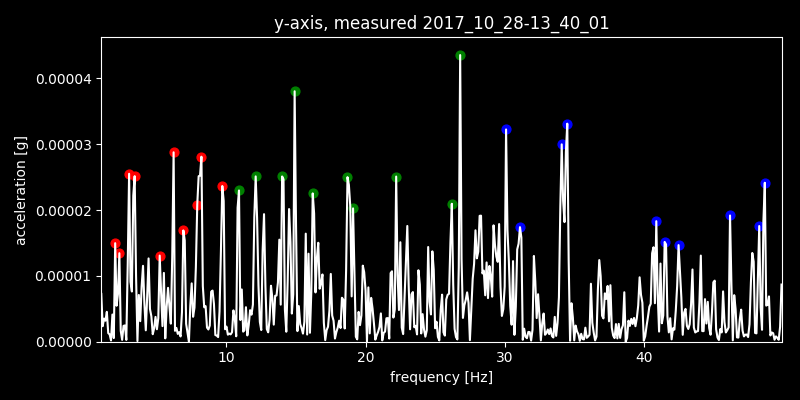 y-axis, measured 2017_10_28-13_40_01
0.00004
0.00003
0.00002
0.00001
0.00000
acceleration [g]
10 20 30 40
frequency [Hz]